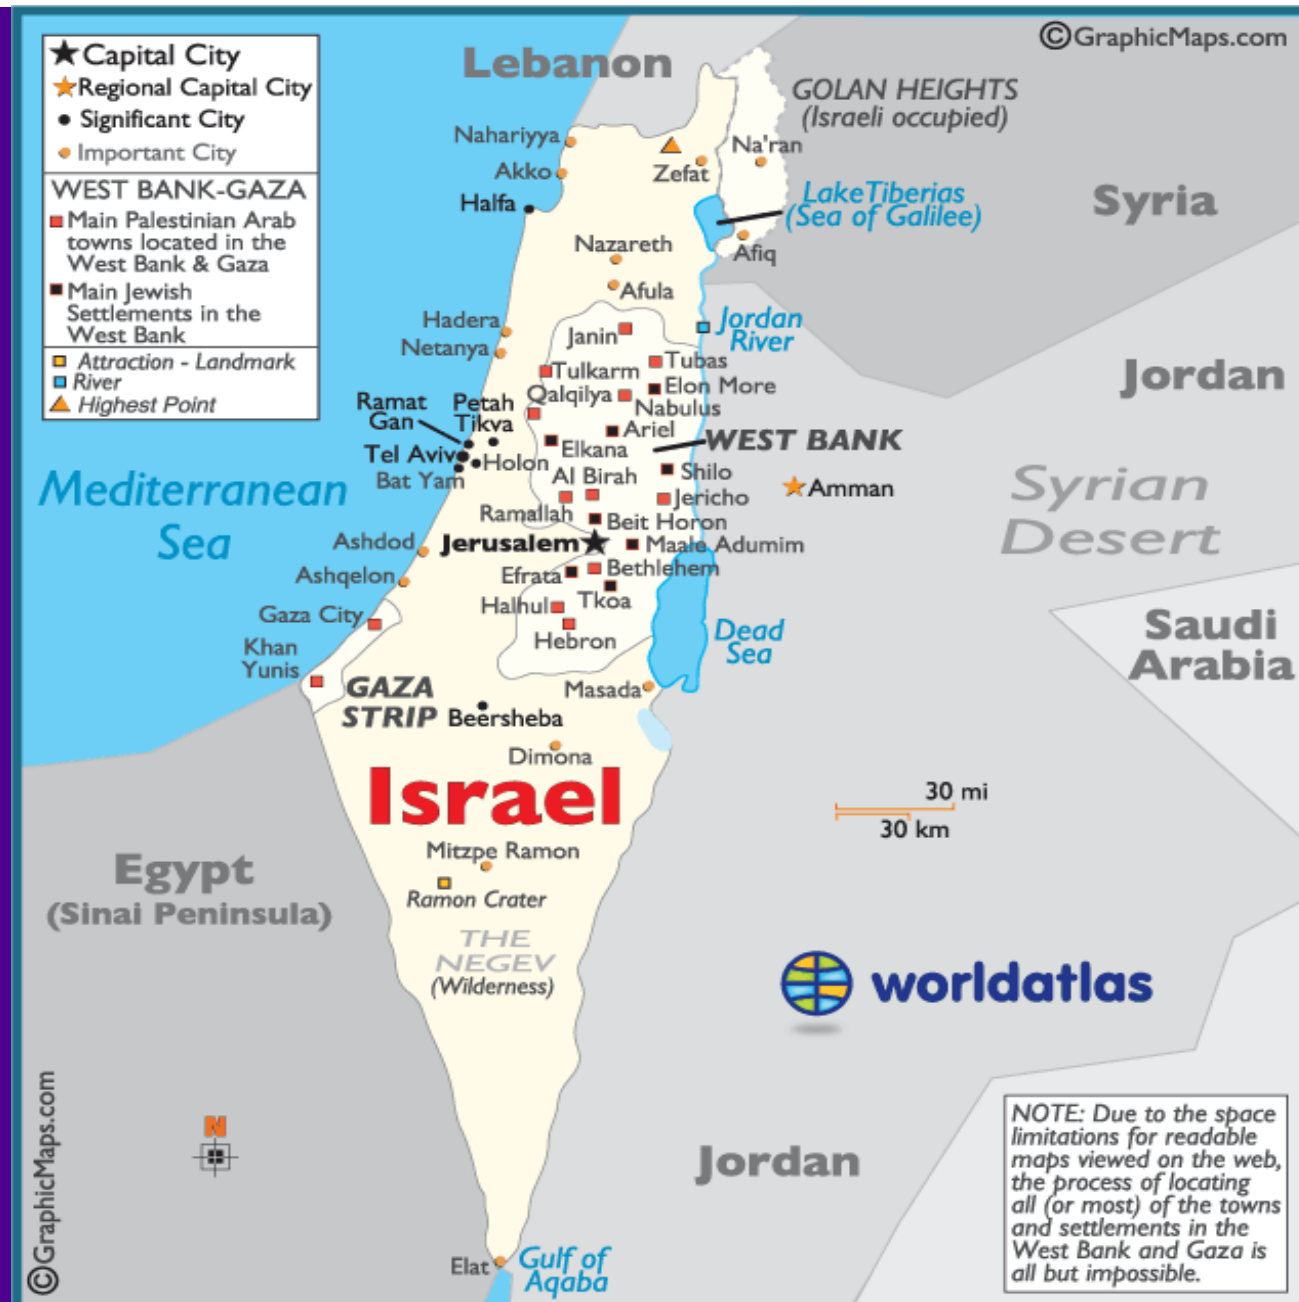 ©GraphicMaps.com
Capital City
Regional Capital City
Significant City
Important City
WEST BANK-GAZA
Main Palestinian Arab
towns located in the
West Bank & Gaza
Main Jewish
Settlements in the
West Bank
Attraction - Landmark
River
Highest Point
Lebanon
GOLAN HEIGHTS
(Israeli occupied)
Nahariyya
Na'ran
Akko
Zefat
Halfa
Lake Tiberias
(Sea of Galilee)
Syria
Nazareth
Afiq
Afula
Hadera
Janin
Jordan
River
Netanya
Tubas
Tulkarm
Elon More
Jordan
Qalqilya
Nabulus
Ramat
Gan
Petah
Tikva
Ariel
WEST BANK
Elkana
Tel Aviv
Holon
Shilo
Bat Yam
Al Birah
Mediterranean
Sea
Jericho
Amman
Syrian
Desert
Ramallah
Beit Horon
Ashdod
Jerusalem
Maale Adumim
Ashqelon
Efrata
Bethlehem
Tkoa
Gaza City
Halhul
Hebron
Dead
Sea
Saudi
Arabia
Khan
Yunis
GAZA
STRIP
Masada
Beersheba
Dimona
Israel
30 mi
30 km
Mitzpe Ramon
Egypt
(Sinai Peninsula)
Ramon Crater
THE
NEGEV
(Wilderness)
worldatlas
N
Jordan
©GraphicMaps.com
Elat
Gulf of
Aqaba
NOTE: Due to the space
limitations for readable
maps viewed on the web,
the process of locating
all (or most) of the towns
and settlements in the
West Bank and Gaza is
all but impossible.